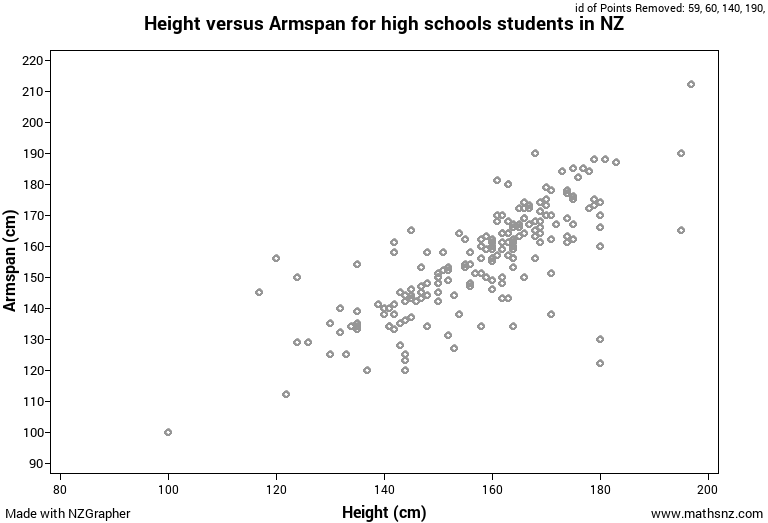 id of Points Removed: 59, 60, 140, 190,
Height versus Armspan for high schools students in NZ
220
210
200
190
180
170
160
150
140
130
120
110
100
90
Armspan (cm)
80 100 120 140 160 180 200
Made with NZGrapher
Height (cm)
www.mathsnz.com